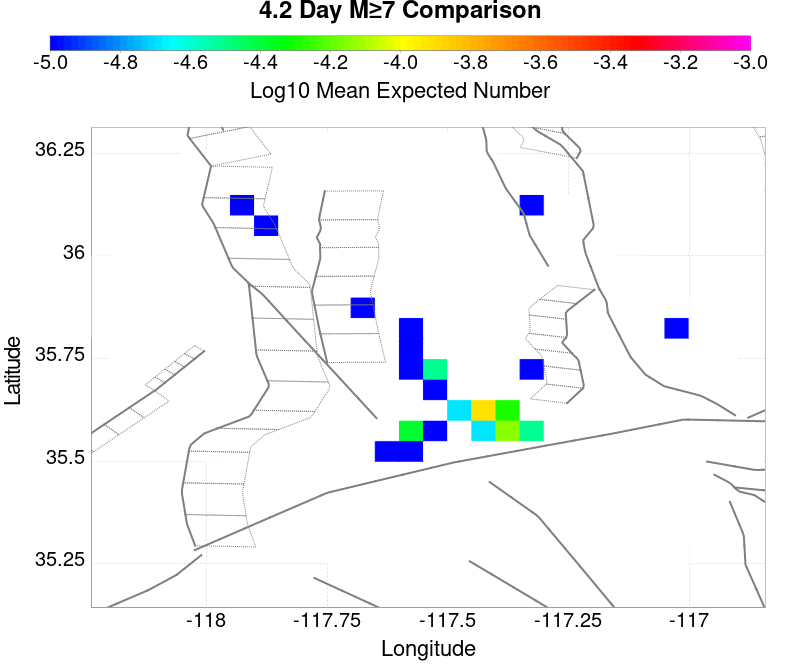 4.2 Day M≥7 Comparison
-5.0 -4.8 -4.6 -4.4 -4.2 -4.0 -3.8 -3.6 -3.4 -3.2 -3.0
Log10 Mean Expected Number
36.25
36
35.75
35.5
35.25
Latitude
-118 -117.75 -117.5 -117.25 -117
Longitude